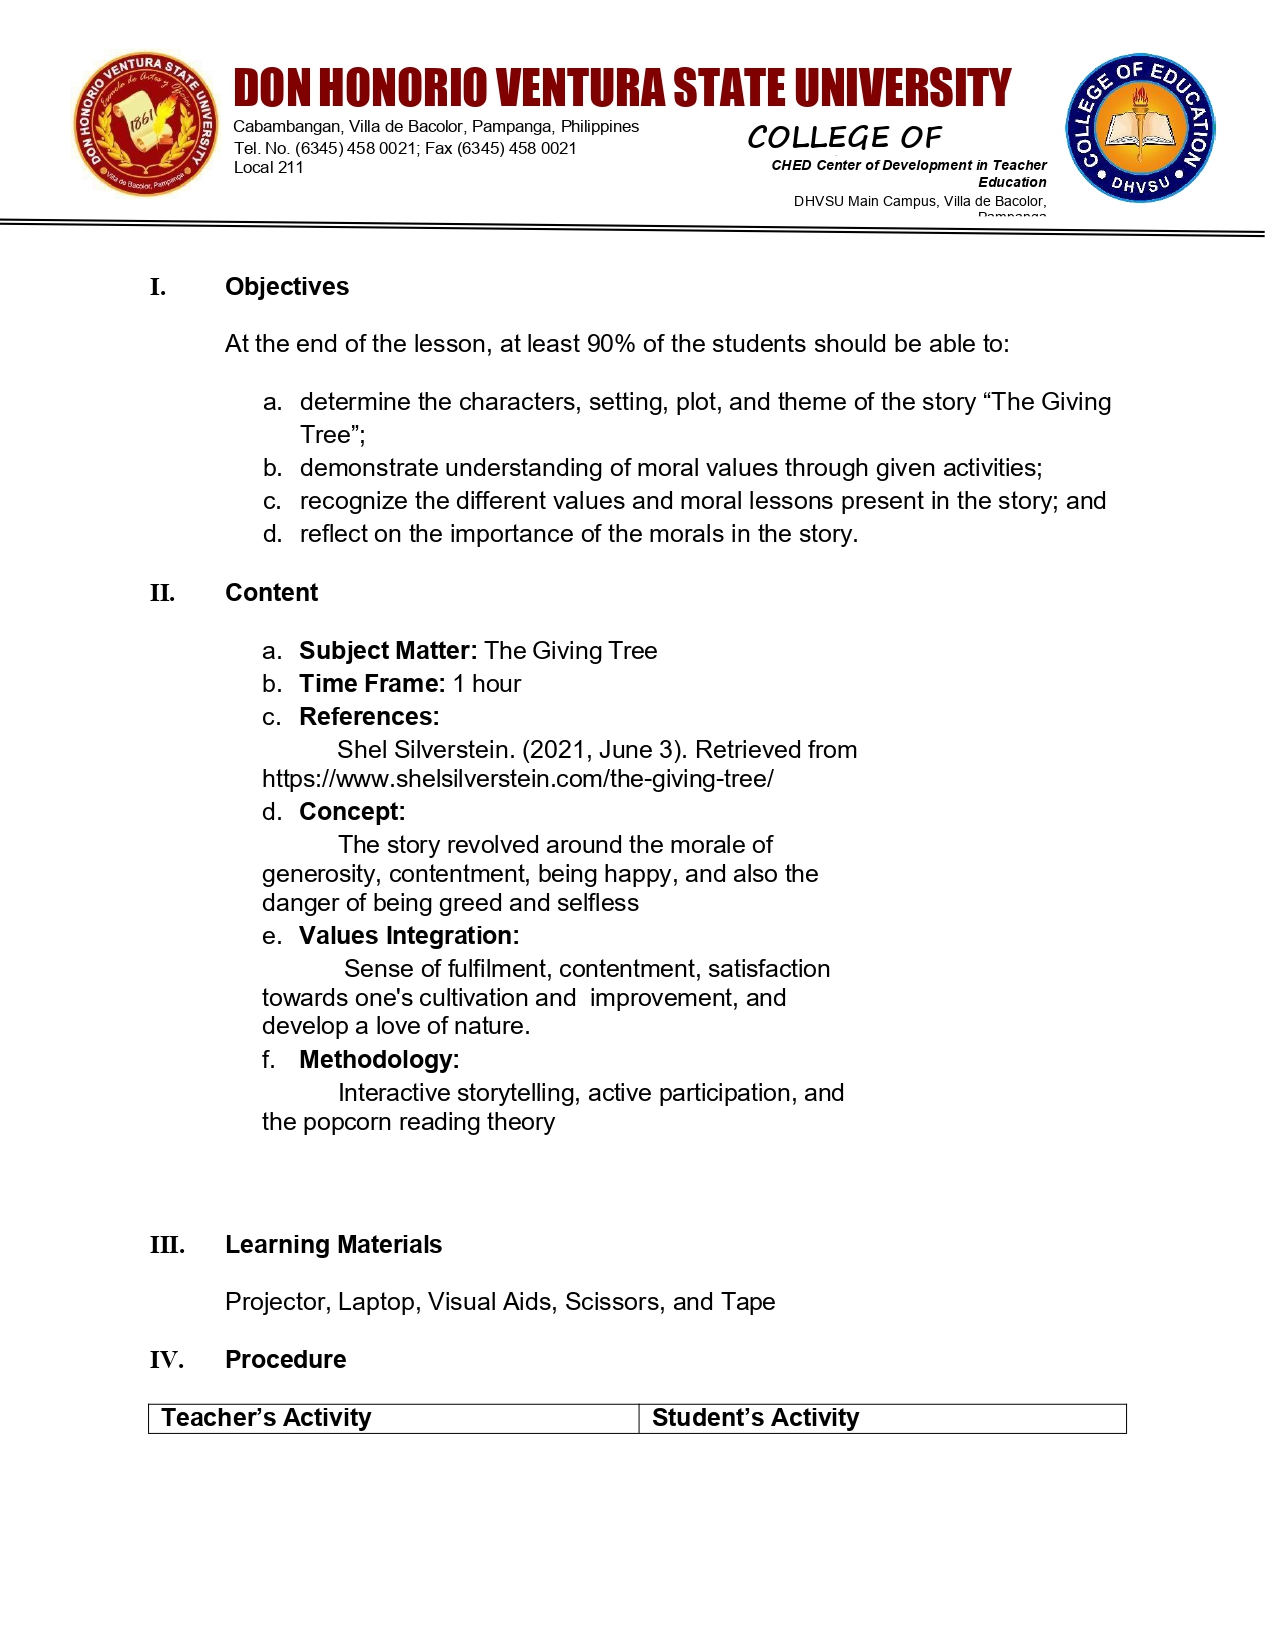 DON HONORIO VENTURA STATE UNIVERSITY
Cabambangan, Villa de Bacolor, Pampanga, Philippines
Tel. No. (6345) 458 0021; Fax (6345) 458 0021
Local 211
COLLEGE OF
CHED Center of Development in Teacher
Education
DHVSU Main Campus, Villa de Bacolor,
Pampanga
DON HONORIO VENTURA STATE UNIVERSITY
Escuela de Artes y Oficios
1861
Villa de Bacolor, Pampanga
COLLEGE OF EDUCATION
DHVSU
I. Objectives
At the end of the lesson, at least 90% of the students should be able to:
a. determine the characters, setting, plot, and theme of the story “The Giving
Tree”;
b. demonstrate understanding of moral values through given activities;
c. recognize the different values and moral lessons present in the story; and
d. reflect on the importance of the morals in the story.
II. Content
a. Subject Matter: The Giving Tree
b. Time Frame: 1 hour
c. References:
Shel Silverstein. (2021, June 3). Retrieved from
https://www.shelsilverstein.com/the-giving-tree/
d. Concept:
The story revolved around the morale of
generosity, contentment, being happy, and also the
danger of being greed and selfless
e. Values Integration:
Sense of fulfilment, contentment, satisfaction
towards one's cultivation and  improvement, and
develop a love of nature.
f. Methodology:
Interactive storytelling, active participation, and
the popcorn reading theory
III. Learning Materials
Projector, Laptop, Visual Aids, Scissors, and Tape
IV. Procedure
Teacher’s Activity
Student’s Activity